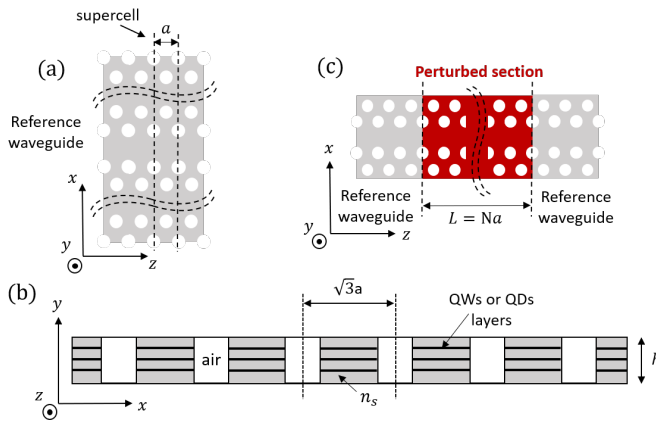 supercell
a
(a)
Reference
waveguide
x
y
z
(c)
Perturbed section
x
y
z
Reference
waveguide
L = Na
Reference
waveguide
(b)
y
√3a
QWs or QDs
layers
air
n_s
z
x